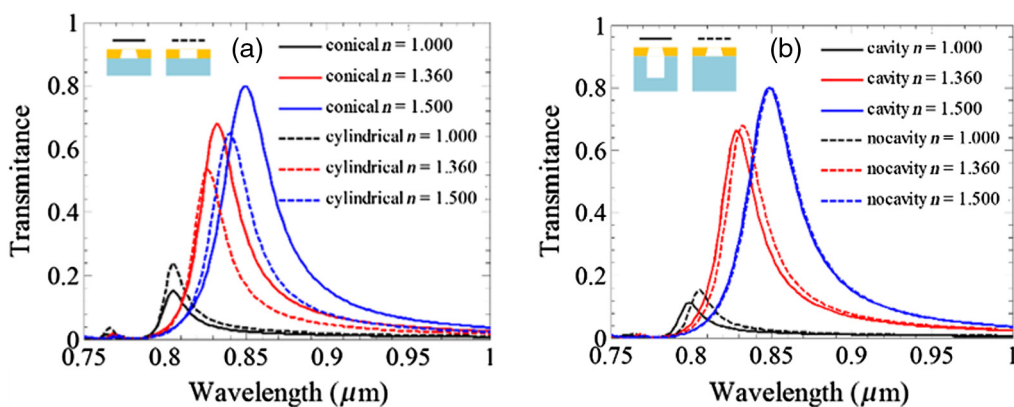 (a)
conical n = 1.000
conical n = 1.360
conical n = 1.500
cylindrical n = 1.000
cylindrical n = 1.360
cylindrical n = 1.500
1
0.8
0.6
0.4
0.2
0
Transmitance
0.75
0.8
0.85
0.9
0.95
1
Wavelength (μm)
(b)
cavity n = 1.000
cavity n = 1.360
cavity n = 1.500
nocavity n = 1.000
nocavity n = 1.360
nocavity n = 1.500
1
0.8
0.6
0.4
0.2
0
Transmitance
0.75
0.8
0.85
0.9
0.95
1
Wavelength (μm)